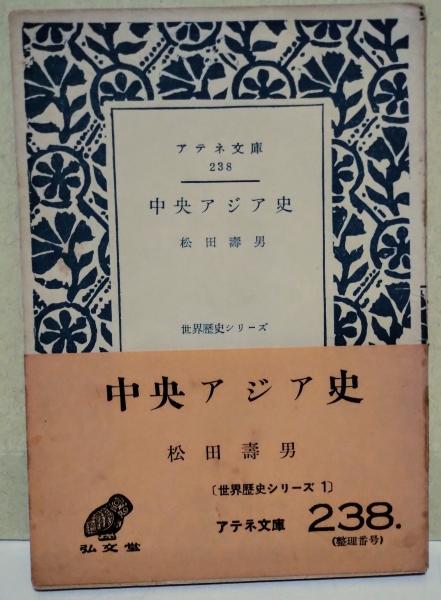 アテネ文庫
238
中央アジア史
松田壽男
世界歴史シリーズ
中央アジア史
松田壽男
〔世界歴史シリーズ 1〕
アテネ文庫 238.
(整理番号)
弘文堂